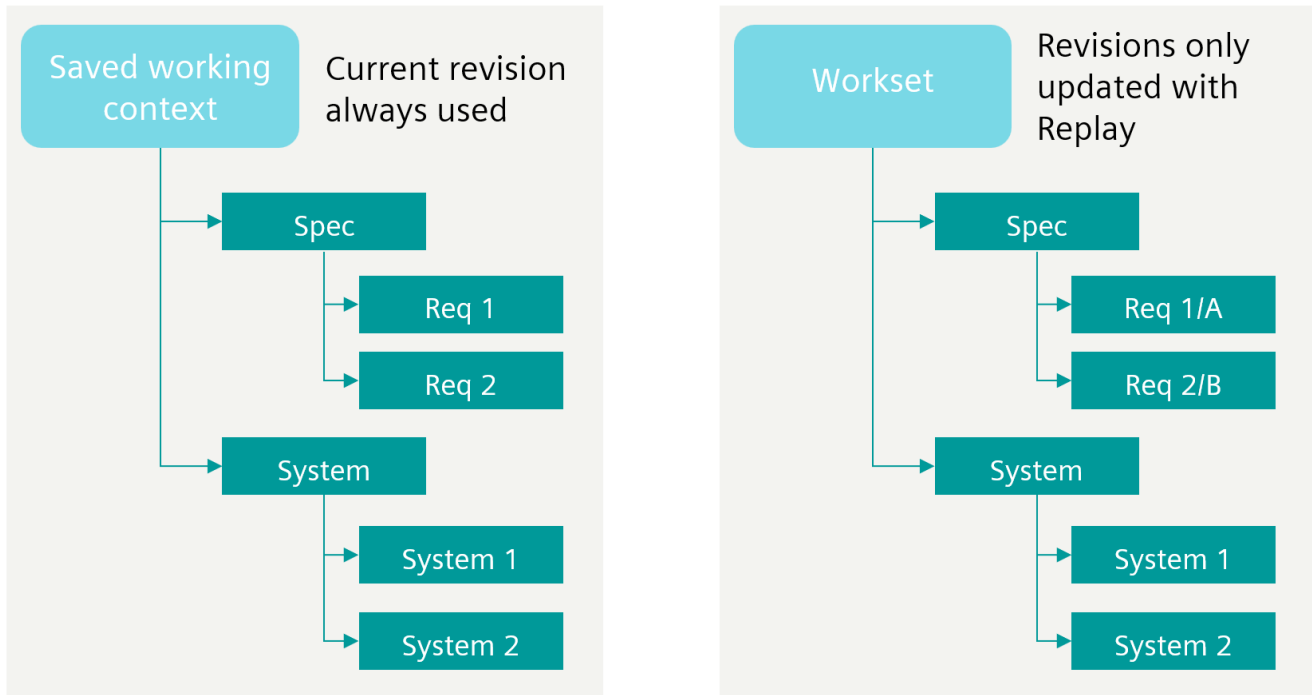 Saved working
context
Current revision
always used
Spec
Req 1
Req 2
System
System 1
System 2
Workset
Revisions only
updated with
Replay
Spec
Req 1/A
Req 2/B
System
System 1
System 2